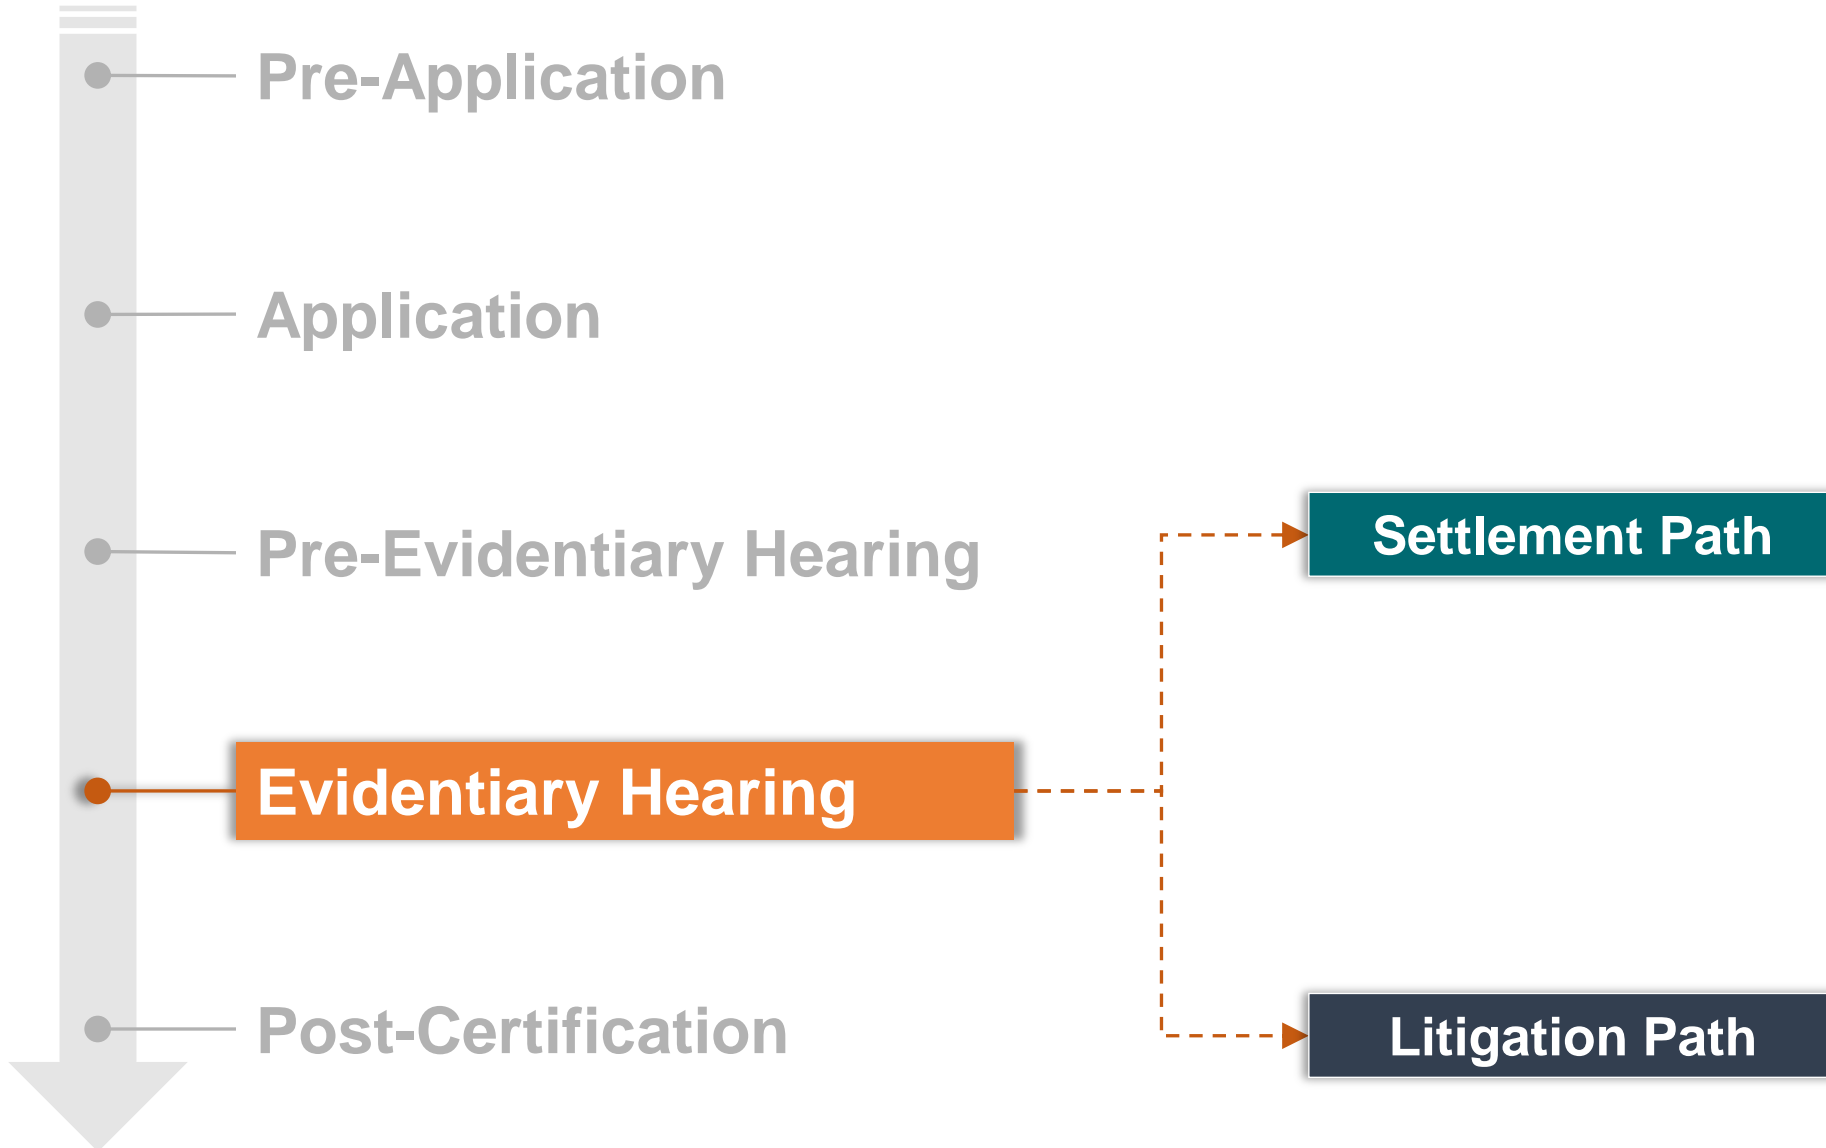 Pre-Application
Application
Pre-Evidentiary Hearing
Settlement Path
Evidentiary Hearing
Post-Certification
Litigation Path